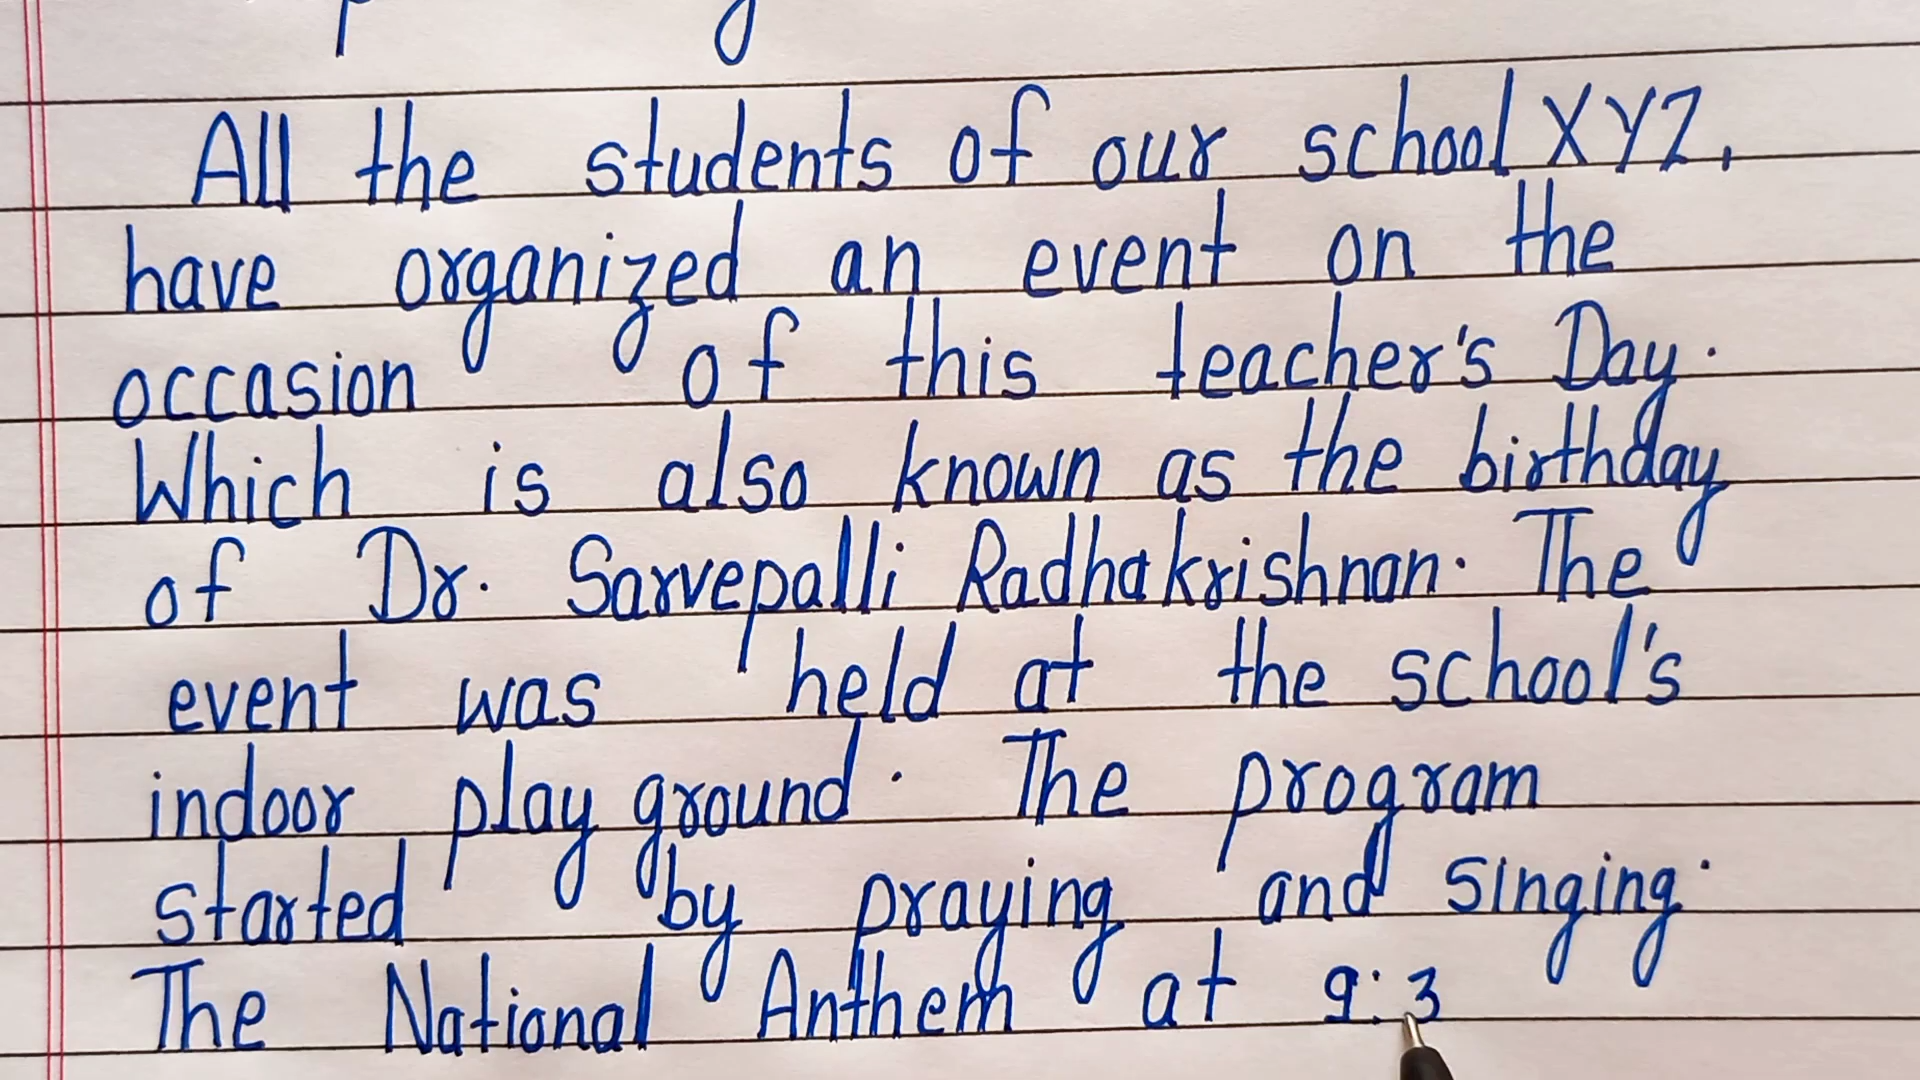 All the students of our school XYZ,
have organized an event on the
occasion of this teacher's Day.
Which is also known as the birthday
of Dr. Sarvepalli Radhakrishnan. The
event was held at the school's
indoor play ground. The program
started by praying and singing.
The National Anthem at 9:3